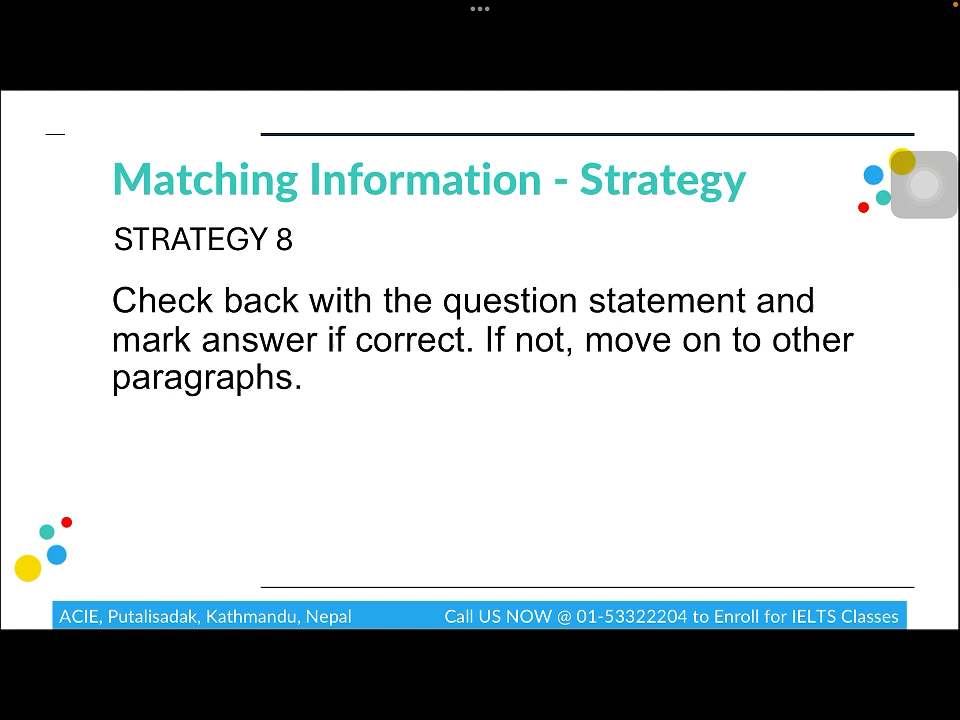 Matching Information - Strategy
STRATEGY 8
Check back with the question statement and
mark answer if correct. If not, move on to other
paragraphs.
ACIE, Putalisadak, Kathmandu, Nepal
Call US NOW @ 01-53322204 to Enroll for IELTS Classes